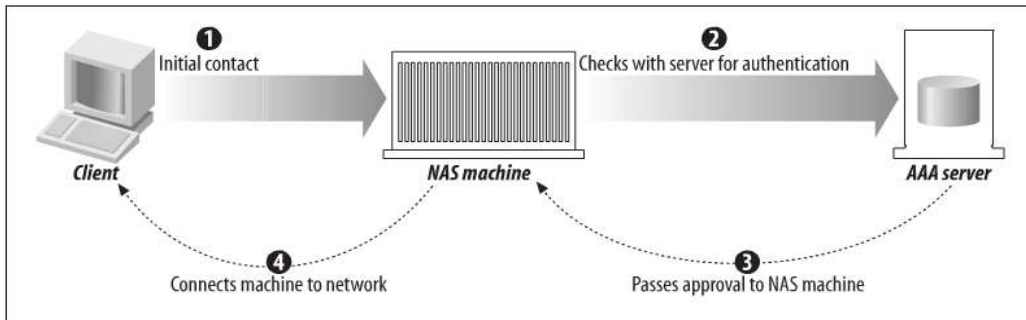 1
Initial contact
2
Checks with server for authentication
Client
NAS machine
AAA server
4
Connects machine to network
3
Passes approval to NAS machine